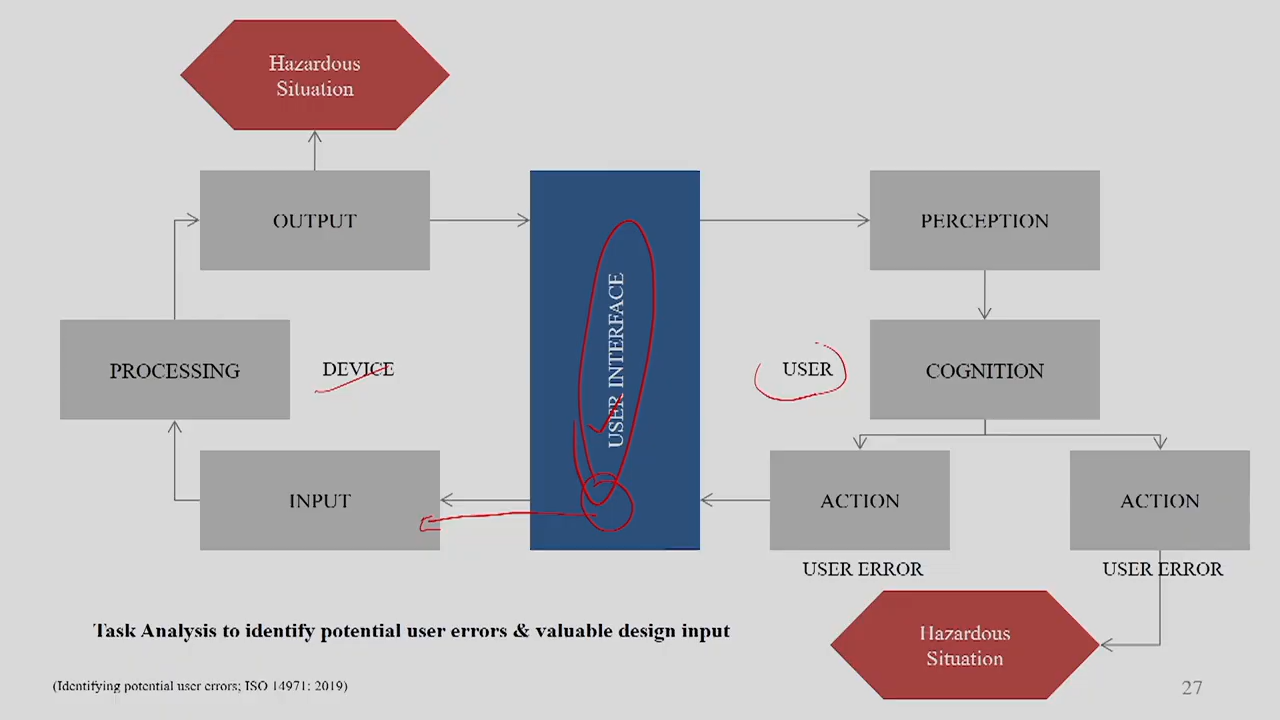 Hazardous
Situation
OUTPUT
PERCEPTION
USER INTERFACE
PROCESSING
DEVICE
USER
COGNITION
INPUT
ACTION
ACTION
USER ERROR
USER ERROR
Hazardous
Situation
Task Analysis to identify potential user errors & valuable design input
(Identifying potential user errors; ISO 14971: 2019)
27